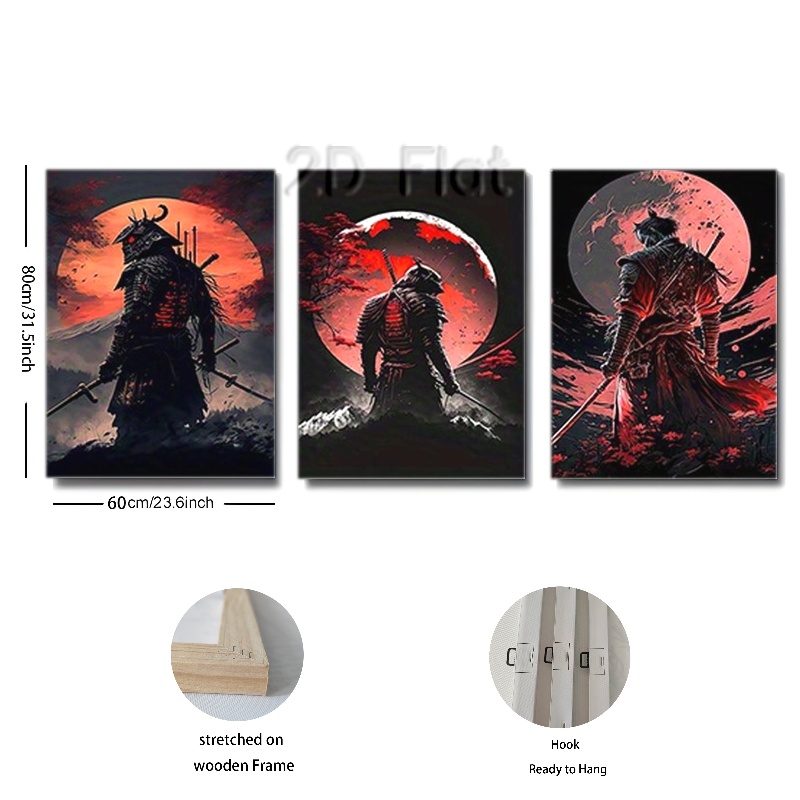 2D Flat
80cm/31.5inch
60cm/23.6inch
stretched on
wooden Frame
Hook
Ready to Hang